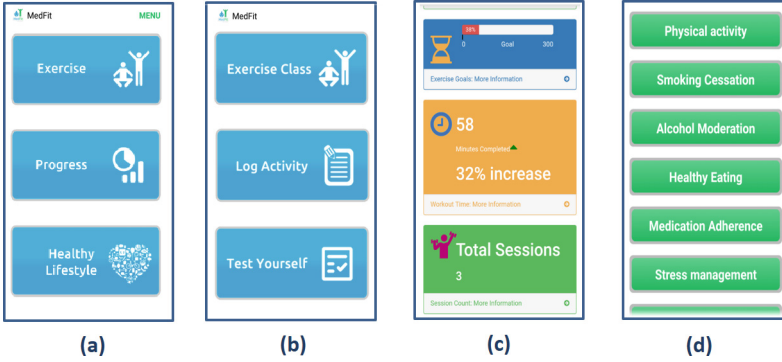 MedFit
MENU
Exercise
Progress
Healthy
Lifestyle
(a)
MedFit
Exercise Class
Log Activity
Test Yourself
(b)
38%
0 Goal 300
Exercise Goals: More Information
58
Minutes Completed
32% increase
Workout Time: More Information
Total Sessions
3
Session Count: More Information
(c)
Physical activity
Smoking Cessation
Alcohol Moderation
Healthy Eating
Medication Adherence
Stress management
(d)